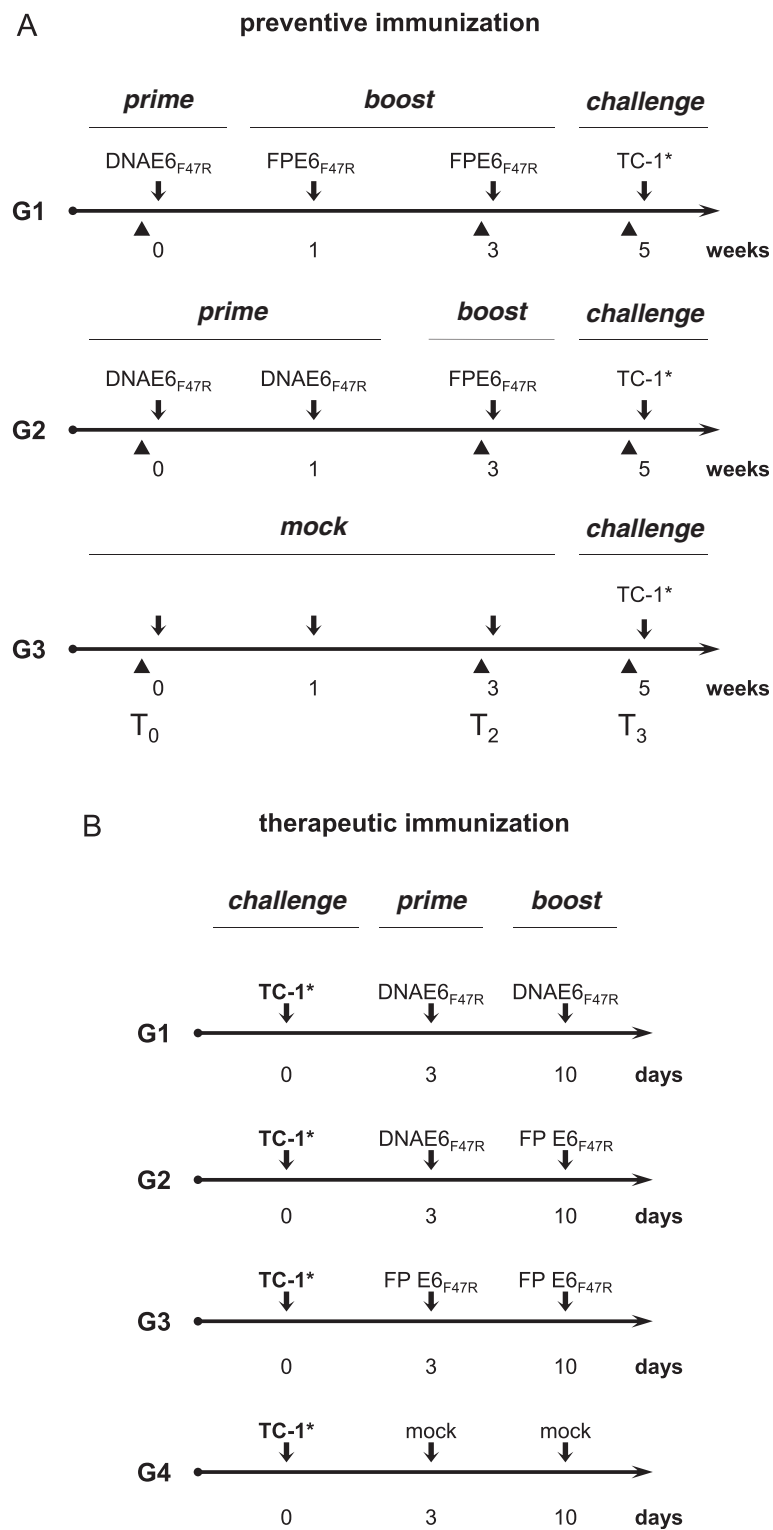 A preventive immunization
prime boost challenge
DNAE6F47R FPE6F47R FPE6F47R TC-1*
G1
0 1 3 5 weeks
prime boost challenge
DNAE6F47R DNAE6F47R FPE6F47R TC-1*
G2
0 1 3 5 weeks
mock challenge
TC-1*
G3
0 1 3 5 weeks
T0 T2 T3
B therapeutic immunization
challenge prime boost
TC-1* DNAE6F47R DNAE6F47R
G1
0 3 10 days
TC-1* DNAE6F47R FP E6F47R
G2
0 3 10 days
TC-1* FP E6F47R FP E6F47R
G3
0 3 10 days
TC-1* mock mock
G4
0 3 10 days